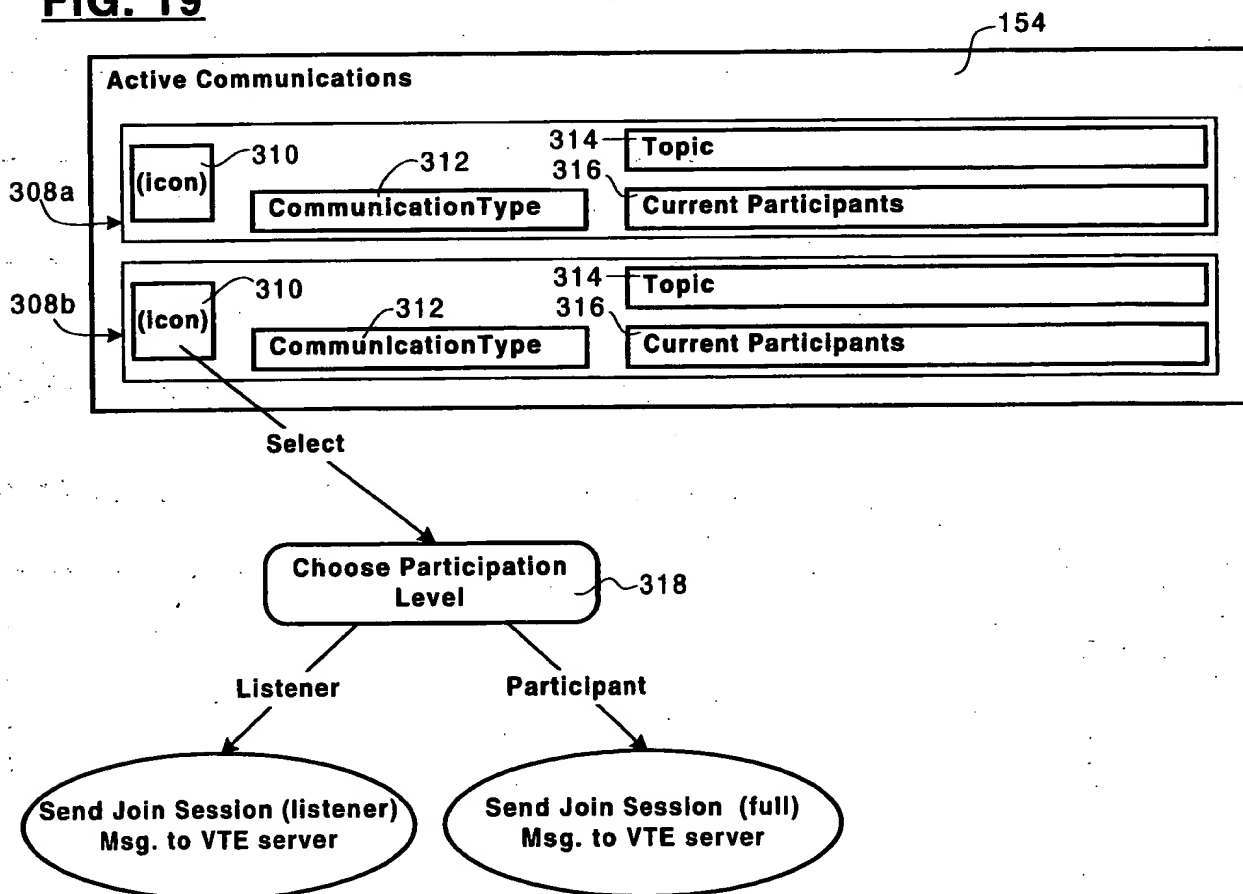 FIG. 19
154
Active Communications
(icon)
310
312
CommunicationType
314
Topic
316
Current Participants
308a
(icon)
310
312
CommunicationType
314
Topic
316
Current Participants
308b
Select
Choose Participation
Level
318
Listener
Participant
Send Join Session (listener)
Msg. to VTE server
Send Join Session (full)
Msg. to VTE server